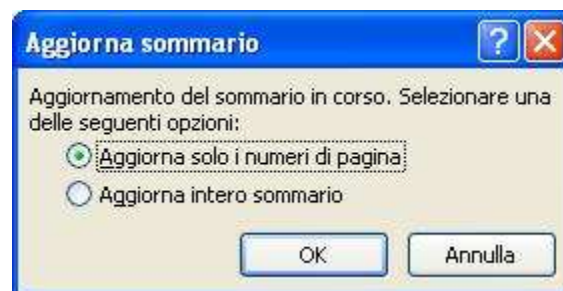 Aggiorna sommario
Aggiornamento del sommario in corso. Selezionare una
delle seguenti opzioni:
Aggiorna solo i numeri di pagina
Aggiorna intero sommario
OK Annulla